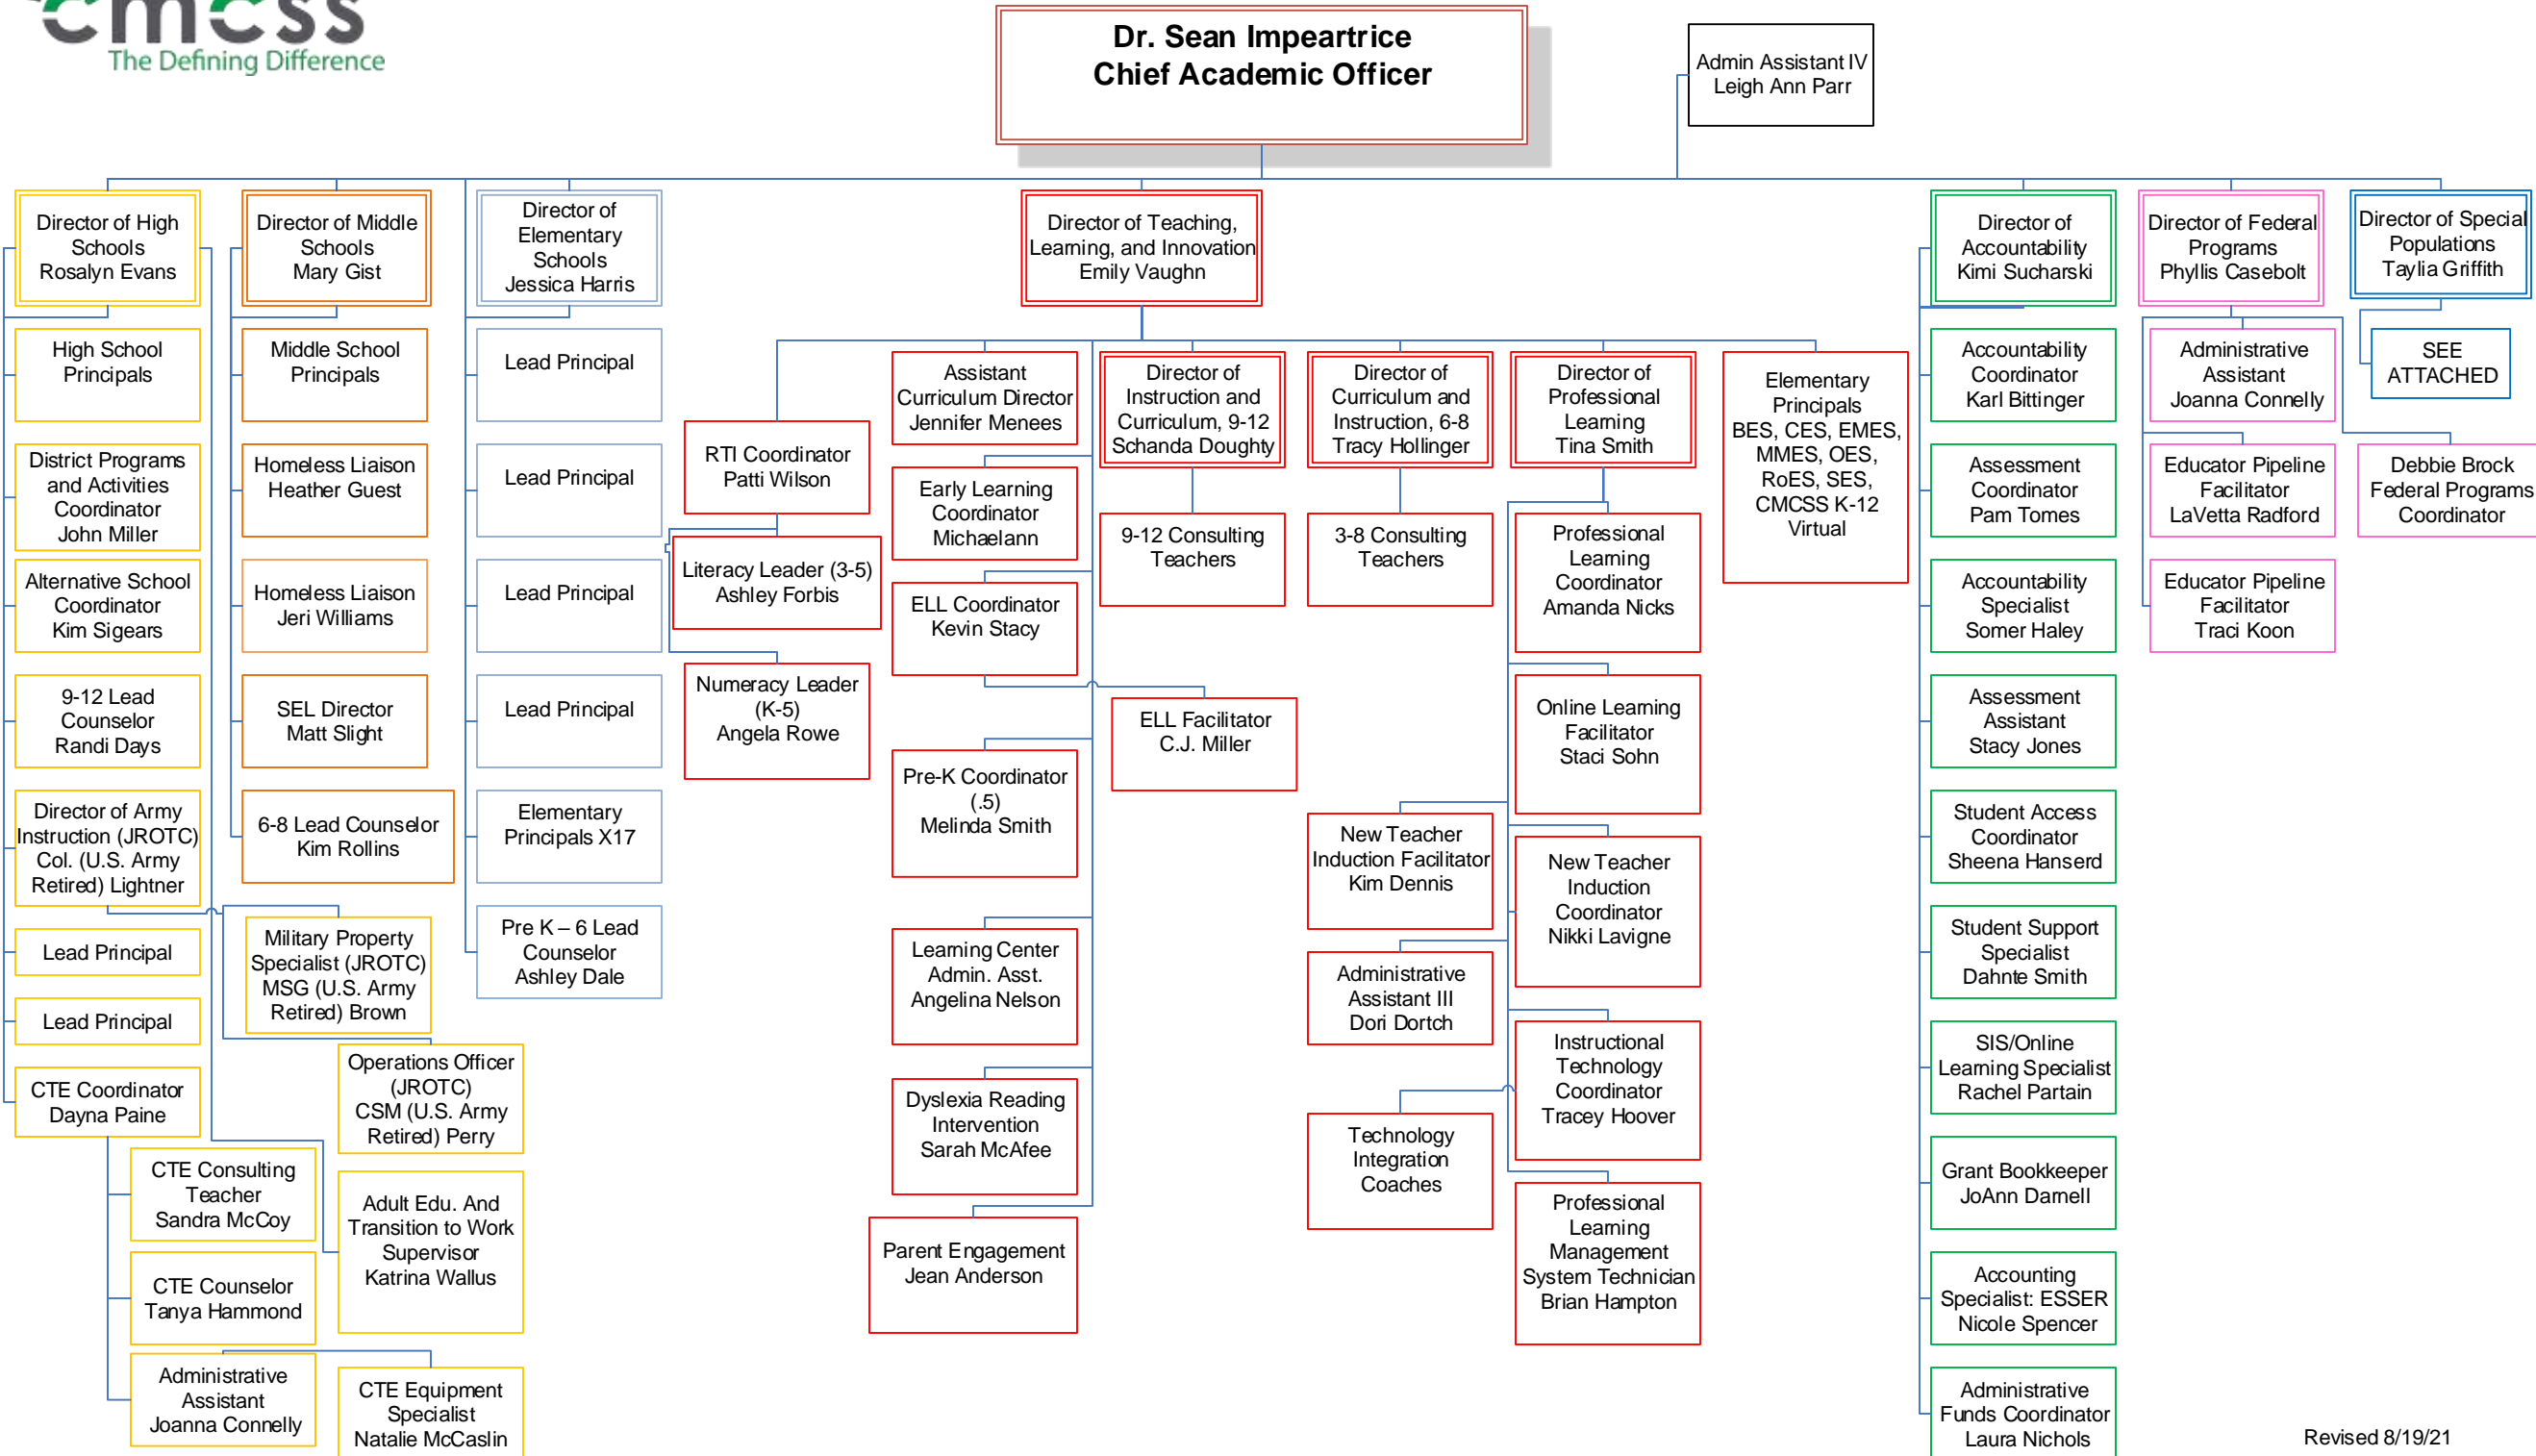 cmcss
The Defining Difference
Dr. Sean Impeartrice
Chief Academic Officer
Admin Assistant IV
Leigh Ann Parr
Director of High
Schools
Rosalyn Evans
Director of Middle
Schools
Mary Gist
Director of
Elementary
Schools
Jessica Harris
Director of Teaching,
Learning, and Innovation
Emily Vaughn
Director of
Accountability
Kimi Sucharski
Director of Federal
Programs
Phyllis Casebolt
Director of Special
Populations
Taylia Griffith
High School
Principals
District Programs
and Activities
Coordinator
John Miller
Alternative School
Coordinator
Kim Sigears
9-12 Lead
Counselor
Randi Days
Director of Army
Instruction (JROTC)
Col. (U.S. Army
Retired) Lightner
Lead Principal
Lead Principal
CTE Coordinator
Dayna Paine
CTE Consulting
Teacher
Sandra McCoy
CTE Counselor
Tanya Hammond
Administrative
Assistant
Joanna Connelly
Military Property
Specialist (JROTC)
MSG (U.S. Army
Retired) Brown
Operations Officer
(JROTC)
CSM (U.S. Army
Retired) Perry
Adult Edu. And
Transition to Work
Supervisor
Katrina Wallus
CTE Equipment
Specialist
Natalie McCaslin
Middle School
Principals
Homeless Liaison
Heather Guest
Homeless Liaison
Jeri Williams
SEL Director
Matt Slight
6-8 Lead Counselor
Kim Rollins
Lead Principal
Lead Principal
Lead Principal
Lead Principal
Elementary
Principals X17
Pre K – 6 Lead
Counselor
Ashley Dale
RTI Coordinator
Patti Wilson
Literacy Leader (3-5)
Ashley Forbis
Numeracy Leader
(K-5)
Angela Rowe
Assistant
Curriculum Director
Jennifer Menees
Early Learning
Coordinator
Michaelann
ELL Coordinator
Kevin Stacy
ELL Facilitator
C.J. Miller
Pre-K Coordinator
(.5)
Melinda Smith
Learning Center
Admin. Asst.
Angelina Nelson
Dyslexia Reading
Intervention
Sarah McAfee
Parent Engagement
Jean Anderson
Director of
Instruction and
Curriculum, 9-12
Schanda Doughty
9-12 Consulting
Teachers
Director of
Curriculum and
Instruction, 6-8
Tracy Hollinger
3-8 Consulting
Teachers
Director of
Professional
Learning
Tina Smith
Professional
Learning
Coordinator
Amanda Nicks
Online Learning
Facilitator
Staci Sohn
New Teacher
Induction Facilitator
Kim Dennis
New Teacher
Induction
Coordinator
Nikki Lavigne
Administrative
Assistant III
Dori Dortch
Instructional
Technology
Coordinator
Tracey Hoover
Technology
Integration
Coaches
Professional
Learning
Management
System Technician
Brian Hampton
Elementary
Principals
BES, CES, EMES,
MMES, OES,
RoES, SES,
CMCSS K-12
Virtual
Accountability
Coordinator
Karl Bittinger
Assessment
Coordinator
Pam Tomes
Accountability
Specialist
Somer Haley
Assessment
Assistant
Stacy Jones
Student Access
Coordinator
Sheena Hanserd
Student Support
Specialist
Dahnte Smith
SIS/Online
Learning Specialist
Rachel Partain
Grant Bookkeeper
JoAnn Darnell
Accounting
Specialist: ESSER
Nicole Spencer
Administrative
Funds Coordinator
Laura Nichols
Administrative
Assistant
Joanna Connelly
Educator Pipeline
Facilitator
LaVetta Radford
Educator Pipeline
Facilitator
Traci Koon
Debbie Brock
Federal Programs
Coordinator
SEE
ATTACHED
Revised 8/19/21